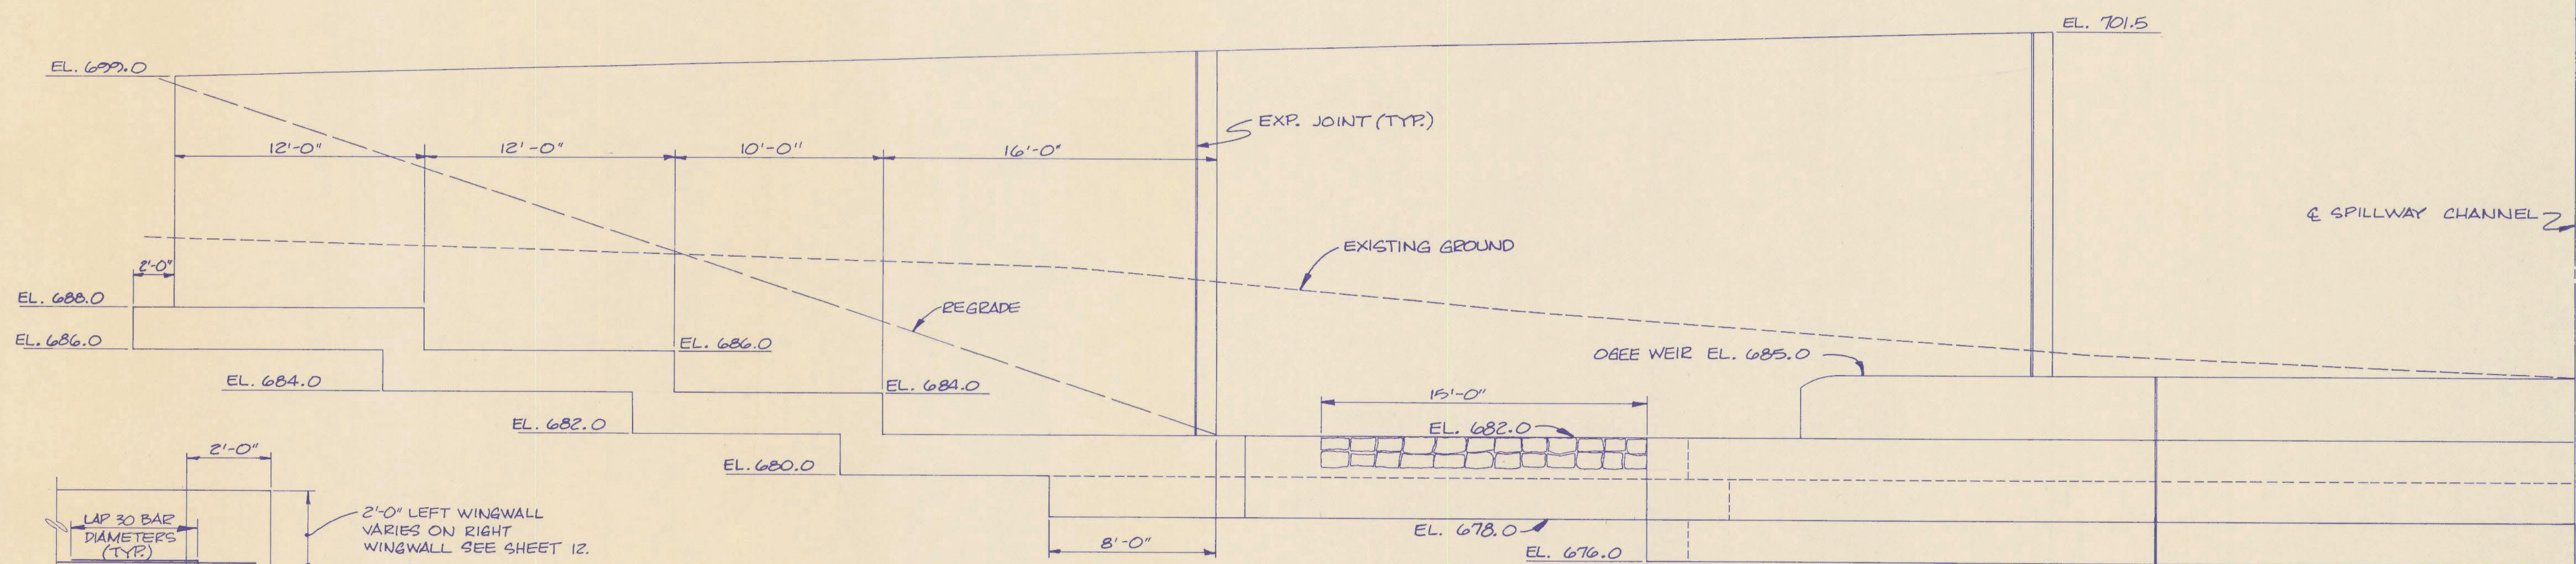 EL. 701.5
EL. 699.0
EXP. JOINT (TYP.)
12'-0"
12'-0"
10'-0"
16'-0"
℄ SPILLWAY CHANNEL
EXISTING GROUND
2'-0"
EL. 688.0
REGRADE
EL. 686.0
EL. 686.0
OGEE WEIR EL. 685.0
EL. 684.0
EL. 684.0
15'-0"
EL. 682.0
EL. 682.0
2'-0"
EL. 680.0
2'-0" LEFT WINGWALL
VARIES ON RIGHT
WINGWALL SEE SHEET 12.
LAP 30 BAR
DIAMETERS
(TYP.)
EL. 678.0
8'-0"
EL. 676.0